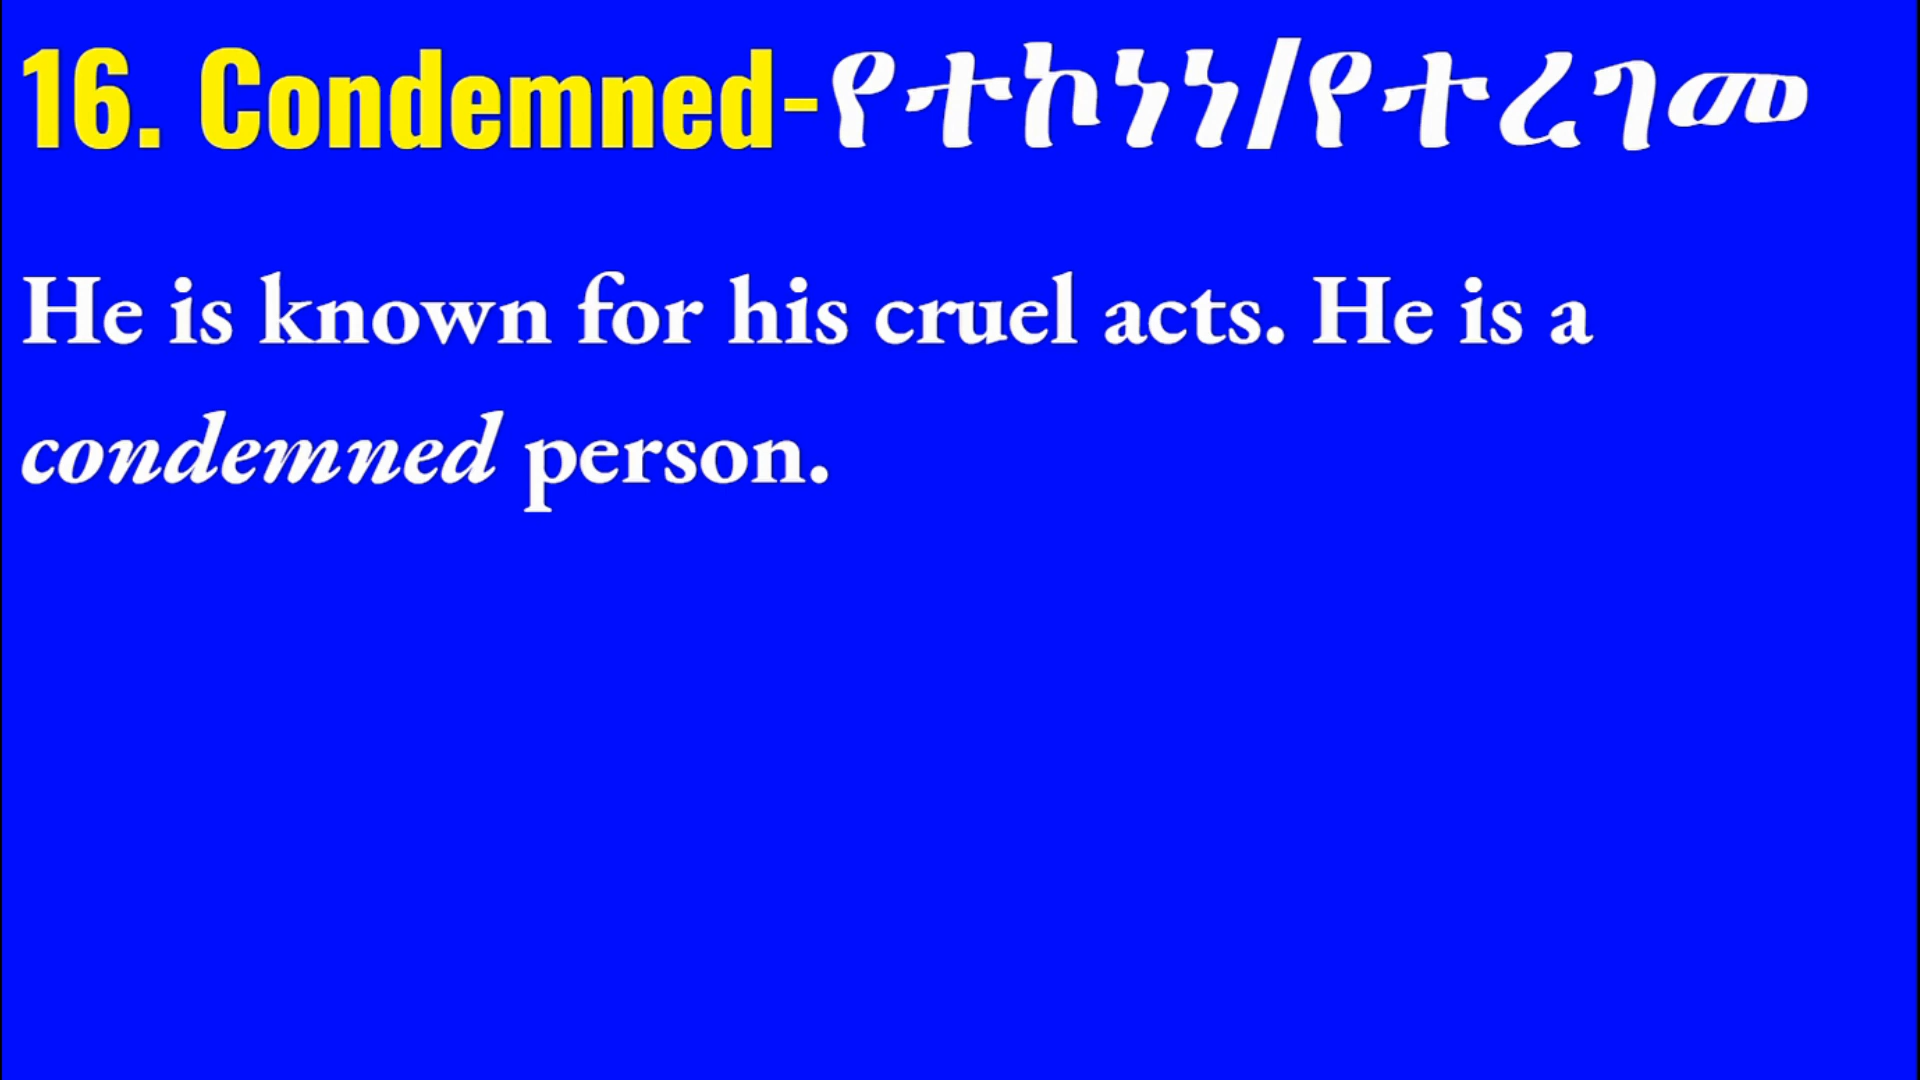 16. Condemned-የተኮነነ/የተረገመ
He is known for his cruel acts. He is a
condemned person.